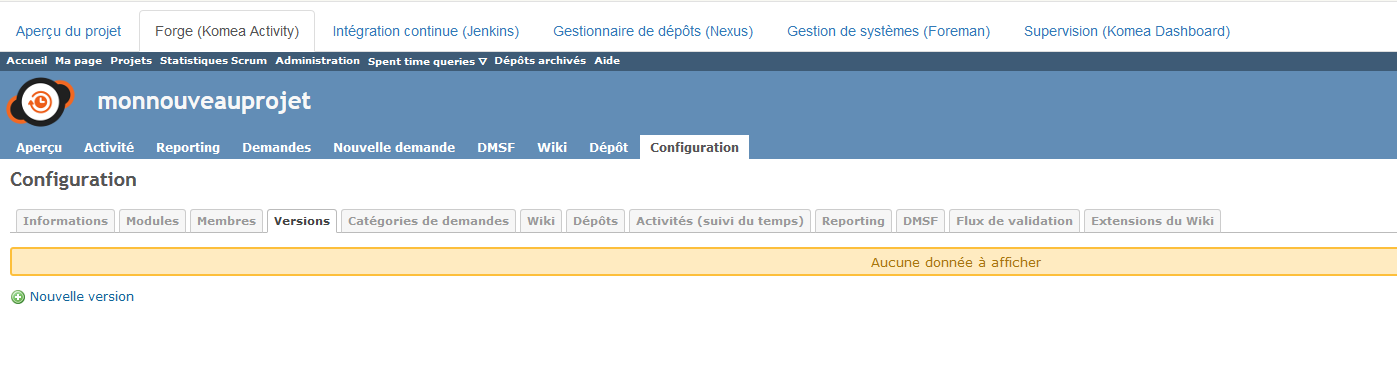 Aperçu du projet Forge (Komea Activity) Intégration continue (Jenkins) Gestionnaire de dépôts (Nexus) Gestion de systèmes (Foreman) Supervision (Komea Dashboard)
Accueil Ma page Projets Statistiques Scrum Administration Spent time queries ▽ Dépôts archivés Aide
monnouveauprojet
Aperçu Activité Reporting Demandes Nouvelle demande DMSF Wiki Dépôt Configuration
Configuration
Informations Modules Membres Versions Catégories de demandes Wiki Dépôts Activités (suivi du temps) Reporting DMSF Flux de validation Extensions du Wiki
Aucune donnée à afficher
Nouvelle version